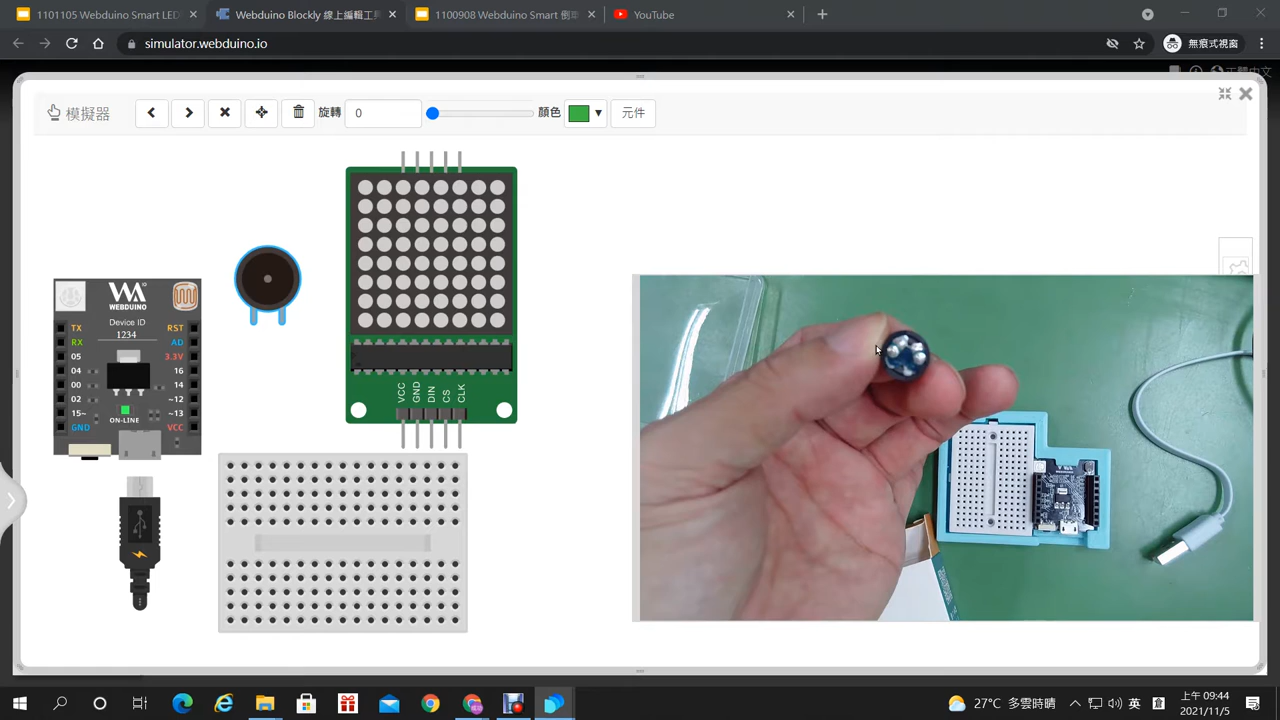 1101105 Webduino Smart LED
Webduino Blockly 線上編輯工具
1100908 Webduino Smart 倒車
YouTube
simulator.webduino.io
無痕式視窗
模擬器
旋轉
0
顏色
元件
WEBDUINO
Device ID
1234
TX RST
RX AD
05 3.3V
04 16
00 14
02 ~12
15~ ~13
GND VCC
ON-LINE
VCC
GND
DIN
CS
CLK
27°C 多雲時晴
英
上午 09:44
2021/11/5